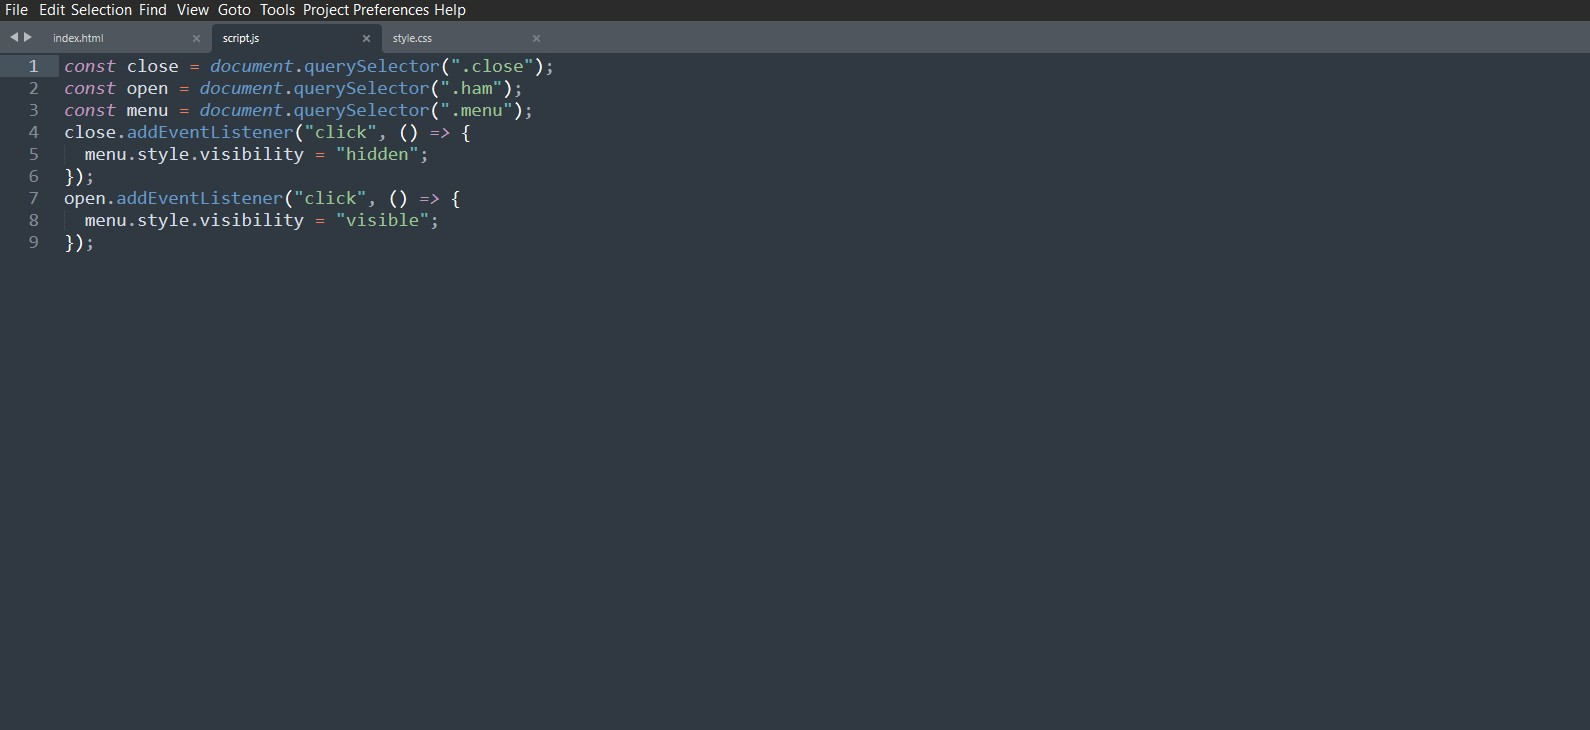 File Edit Selection Find View Goto Tools Project Preferences Help
index.html × script.js × style.css ×
1 const close = document.querySelector(".close");
2 const open = document.querySelector(".ham");
3 const menu = document.querySelector(".menu");
4 close.addEventListener("click", () => {
5   menu.style.visibility = "hidden";
6 });
7 open.addEventListener("click", () => {
8   menu.style.visibility = "visible";
9 });